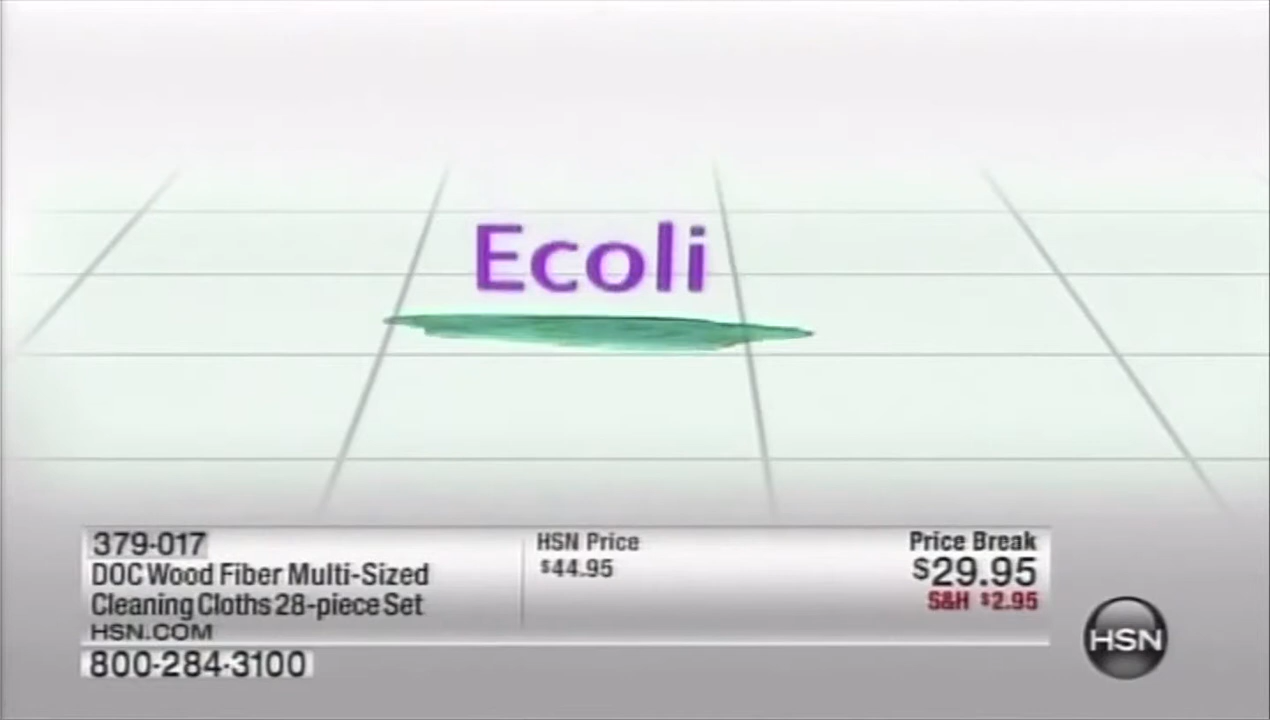 Ecoli
379-017
DOC Wood Fiber Multi-Sized
Cleaning Cloths 28-piece Set
HSN.COM
800-284-3100
HSN Price
$44.95
Price Break
$29.95
S&H $2.95
HSN